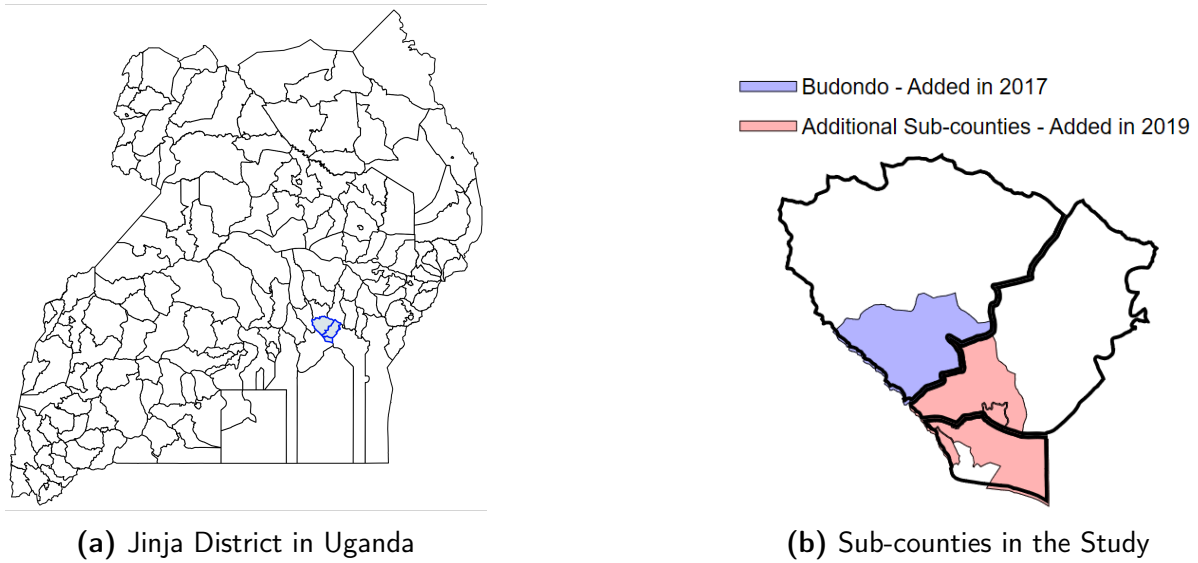 Budondo - Added in 2017
Additional Sub-counties - Added in 2019
(a) Jinja District in Uganda
(b) Sub-counties in the Study